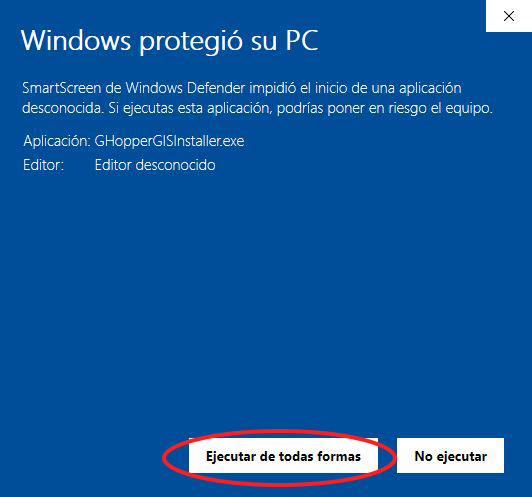 Windows protegió su PC
SmartScreen de Windows Defender impidió el inicio de una aplicación
desconocida. Si ejecutas esta aplicación, podrías poner en riesgo el equipo.
Aplicación: GHopperGISInstaller.exe
Editor: Editor desconocido
Ejecutar de todas formas No ejecutar